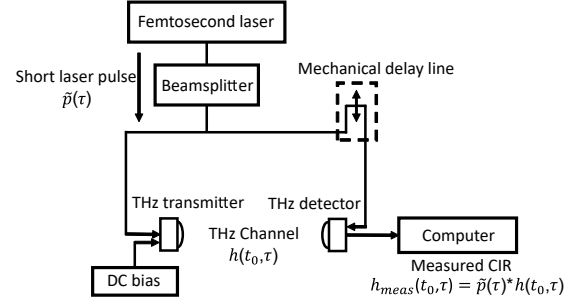 Femtosecond laser
Short laser pulse
p̃(τ)
Beamsplitter
Mechanical delay line
THz transmitter
THz detector
THz Channel
h(t₀,τ)
DC bias
Computer
Measured CIR
hₘₑₐₛ(t₀,τ) = p̃(τ)*h(t₀,τ)